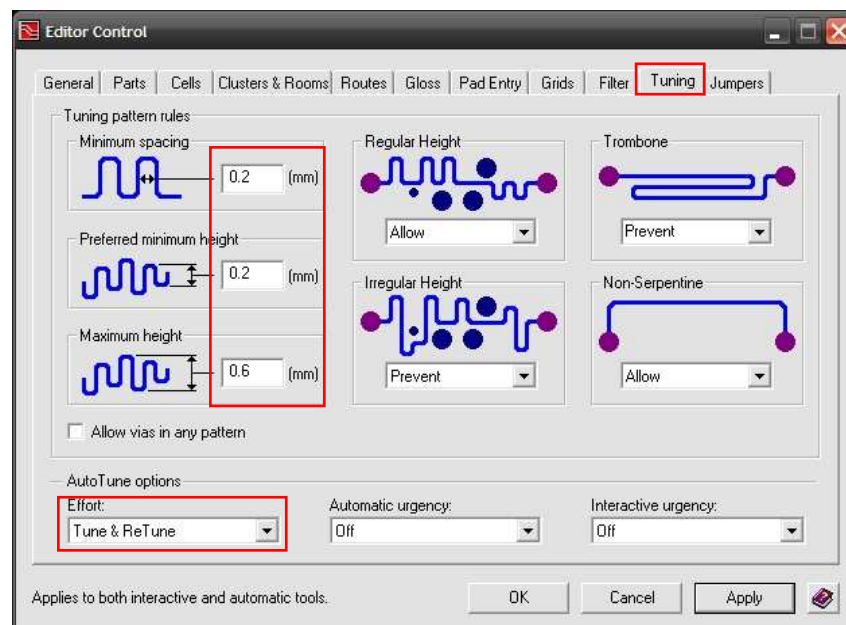 Editor Control
General Parts Cells Clusters & Rooms Routes Gloss Pad Entry Grids Filter Tuning Jumpers
Tuning pattern rules
Minimum spacing
0.2 (mm)
Preferred minimum height
0.2 (mm)
Maximum height
0.6 (mm)
Regular Height
Allow
Irregular Height
Prevent
Trombone
Prevent
Non-Serpentine
Allow
Allow vias in any pattern
AutoTune options
Effort:
Tune & ReTune
Automatic urgency:
Off
Interactive urgency:
Off
Applies to both interactive and automatic tools.
OK Cancel Apply